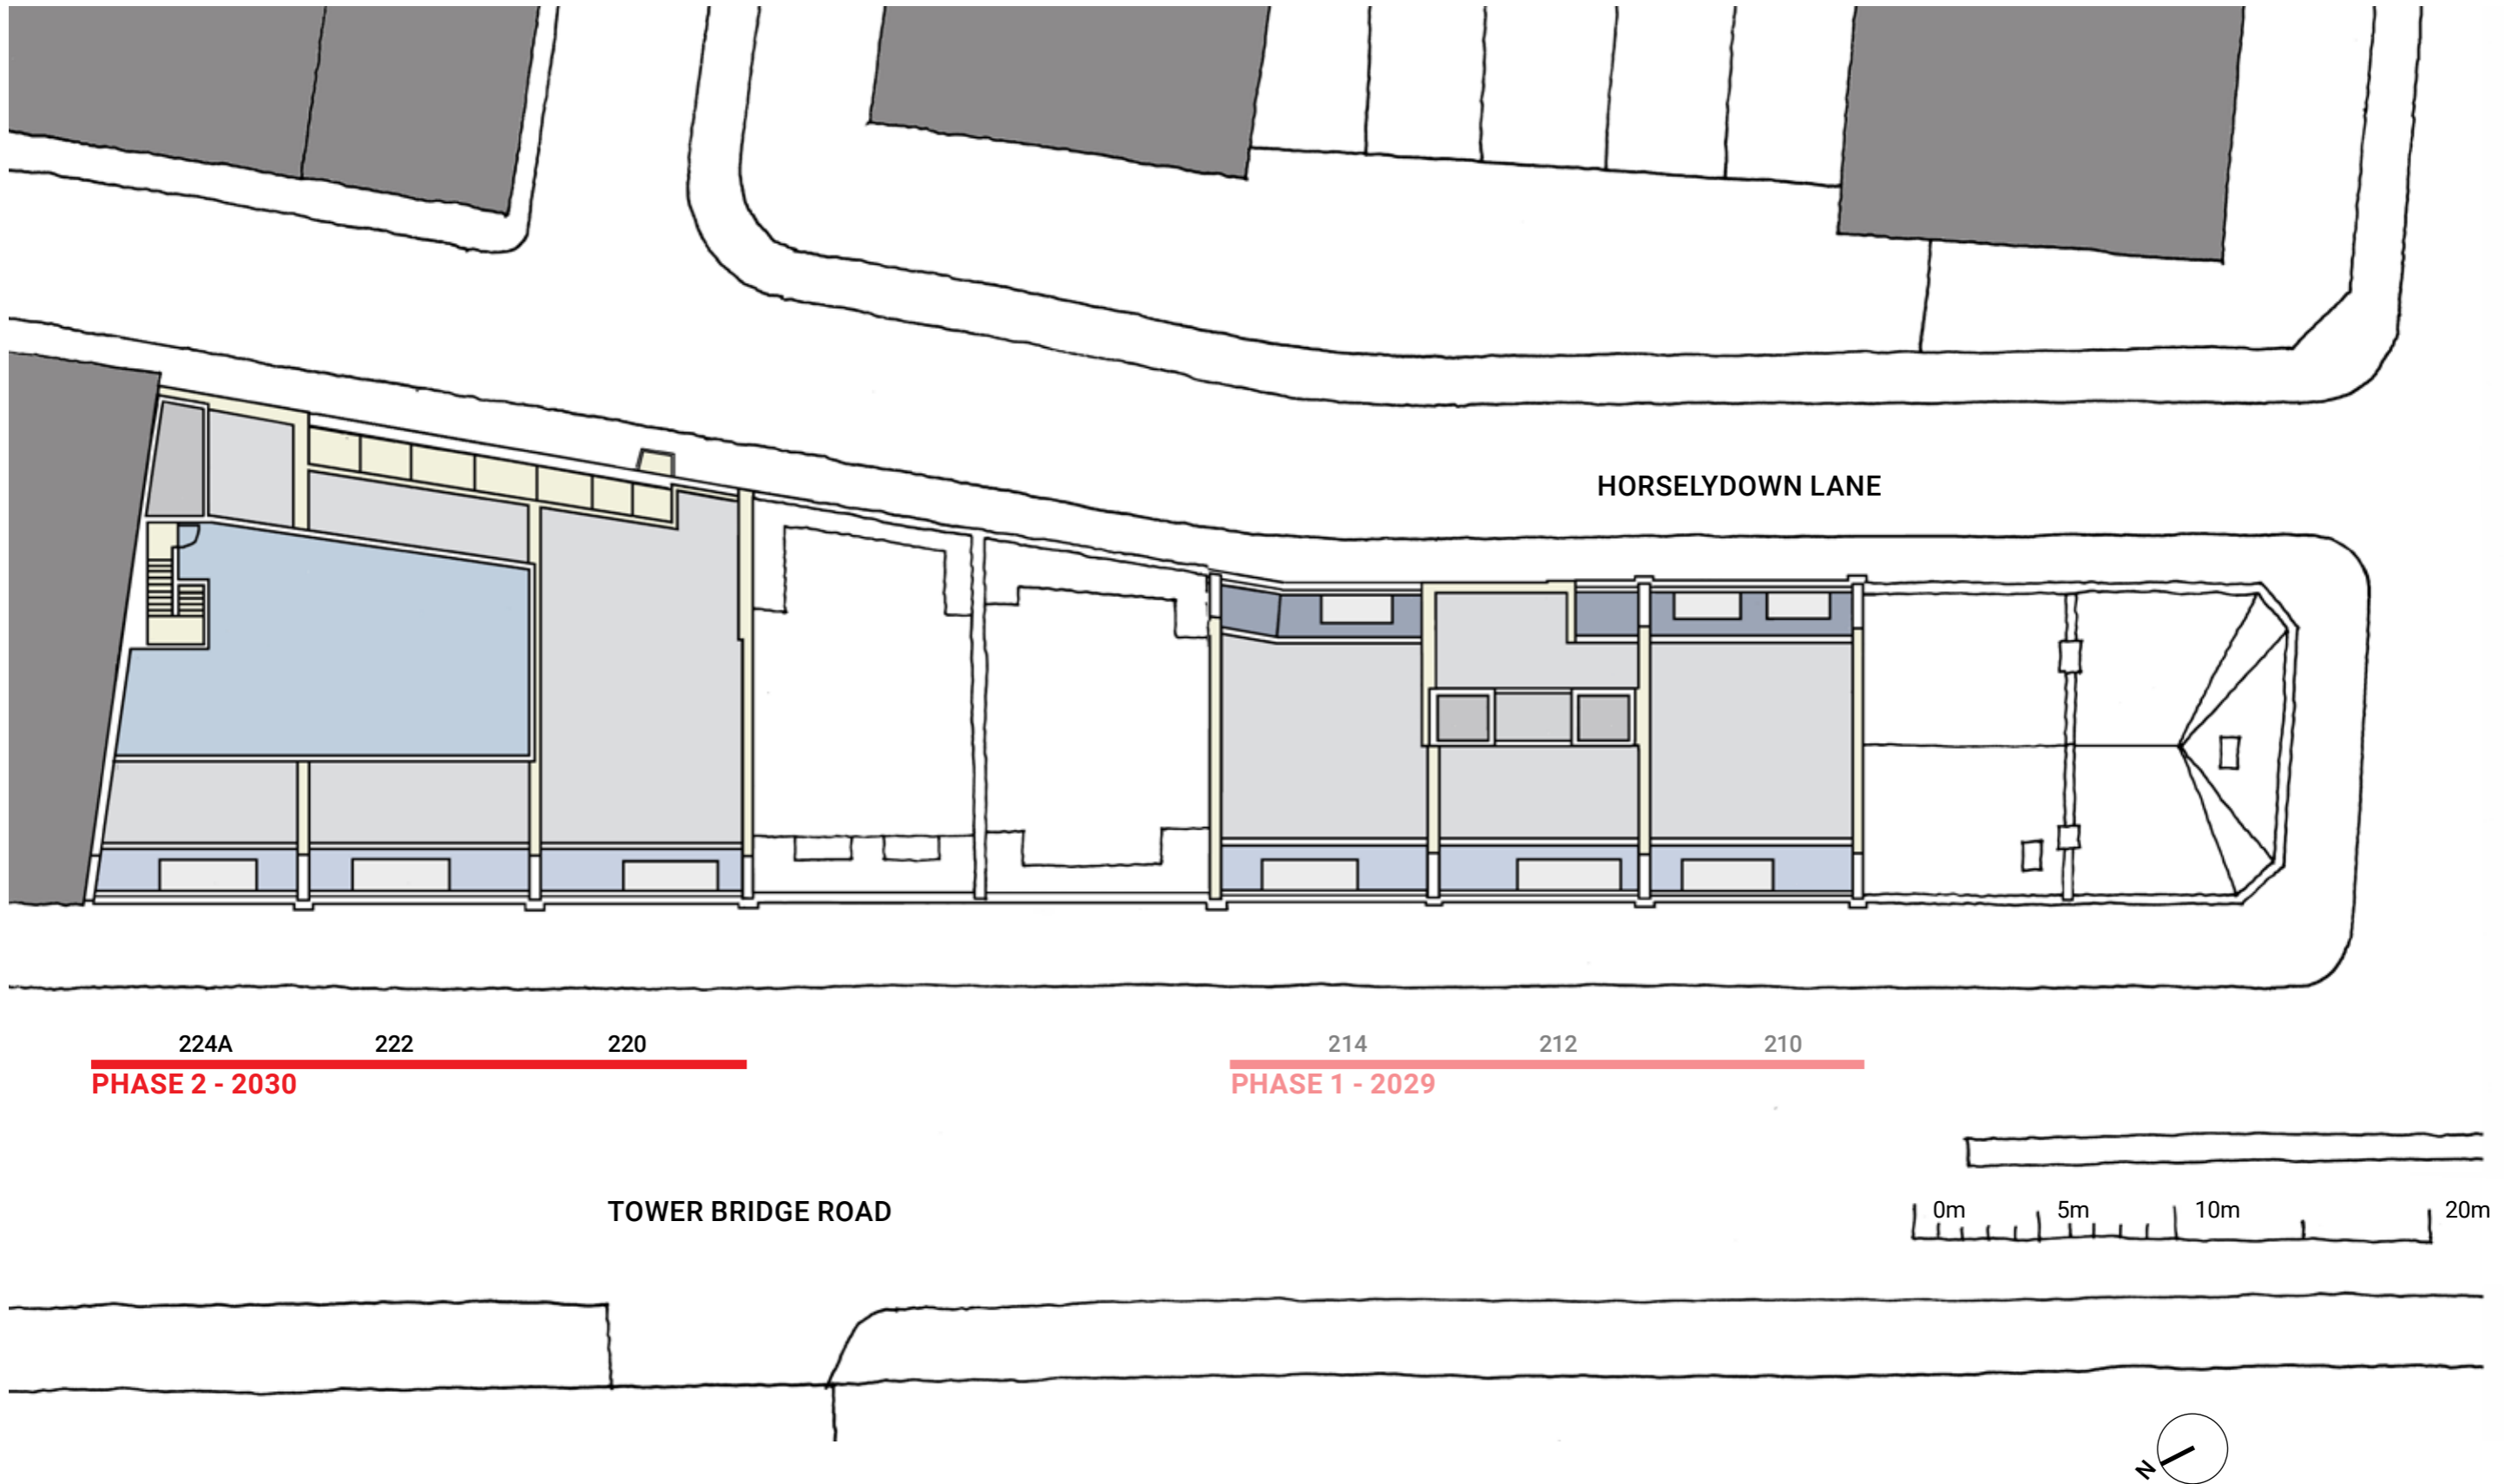 HORSELYDOWN LANE
224A 222 220 214 212 210
PHASE 2 - 2030 PHASE 1 - 2029
TOWER BRIDGE ROAD
0m 5m 10m 20m
N